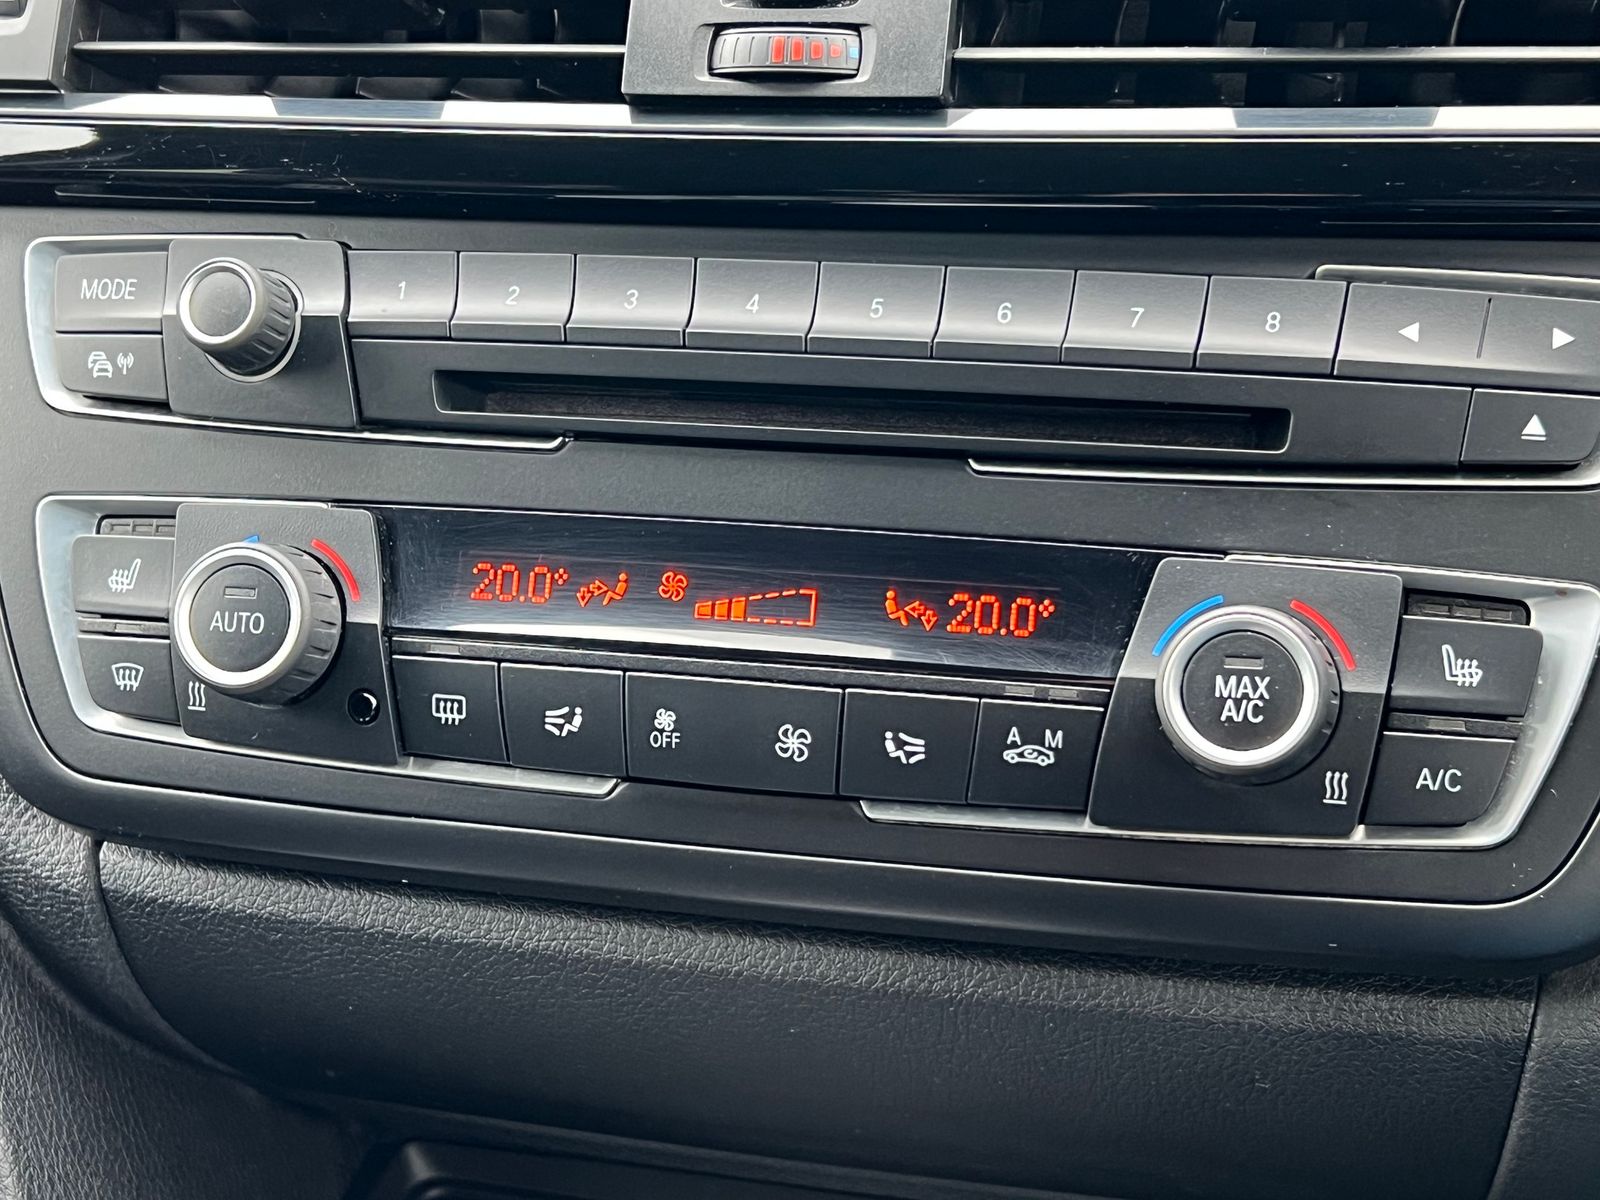 MODE
1 2 3 4 5 6 7 8
20.0° 20.0°
AUTO
MAX
A/C
OFF
A M
A/C